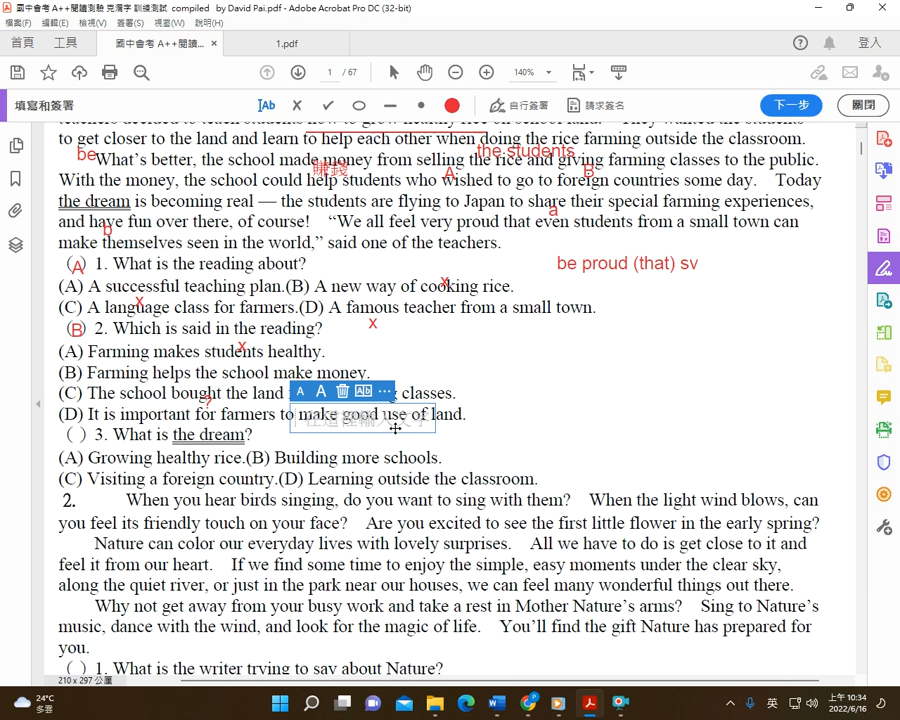 國中會考 A++閱讀測驗 克漏字 訓練測試 compiled by David Pai.pdf - Adobe Acrobat Pro DC (32-bit)
檔案(F) 編輯(E) 檢視(V) 簽署(S) 視窗(W) 說明(H)
首頁 工具 國中會考 A++閱讀... × 1.pdf 登入
1 / 67 140%
填寫和簽署 Ab 自行簽署 請求簽名 下一步 關閉
to get closer to the land and learn to help each other when doing the rice farming outside the classroom.
be the students
What's better, the school made money from selling the rice and giving farming classes to the public.
賺錢 A B
With the money, the school could help students who wished to go to foreign countries some day. Today
the dream is becoming real — the students are flying to Japan to share their special farming experiences,
a
and have fun over there, of course! “We all feel very proud that even students from a small town can
b
make themselves seen in the world,” said one of the teachers.
(A) 1. What is the reading about? be proud (that) sv
(A) A successful teaching plan.(B) A new way of cooking rice.
x
x
(C) A language class for farmers.(D) A famous teacher from a small town.
(B) 2. Which is said in the reading? x
x
(A) Farming makes students healthy.
(B) Farming helps the school make money.
(C) The school bought the land classes.
A A Ab ...
?
(D) It is important for farmers to make good use of land.
( ) 3. What is the dream?
(A) Growing healthy rice.(B) Building more schools.
(C) Visiting a foreign country.(D) Learning outside the classroom.
2. When you hear birds singing, do you want to sing with them? When the light wind blows, can
you feel its friendly touch on your face? Are you excited to see the first little flower in the early spring?
Nature can color our everyday lives with lovely surprises. All we have to do is get close to it and
feel it from our heart. If we find some time to enjoy the simple, easy moments under the clear sky,
along the quiet river, or just in the park near our houses, we can feel many wonderful things out there.
Why not get away from your busy work and take a rest in Mother Nature's arms? Sing to Nature's
music, dance with the wind, and look for the magic of life. You'll find the gift Nature has prepared for
you.
( ) 1. What is the writer trying to say about Nature?
210 x 297 公厘
24°C
多雲
英
上午 10:34
2022/6/16